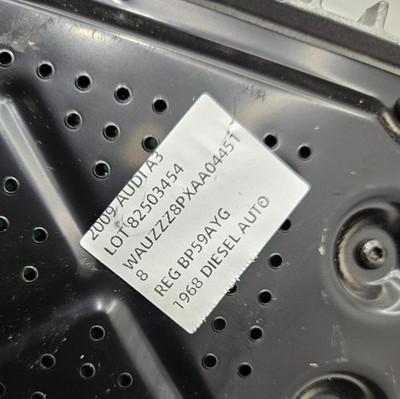 2009 AUDI A3
LOT 82503454
WAUZZZ8PXAA04451
8
REG BP59AYG
1968 DIESEL AUTO